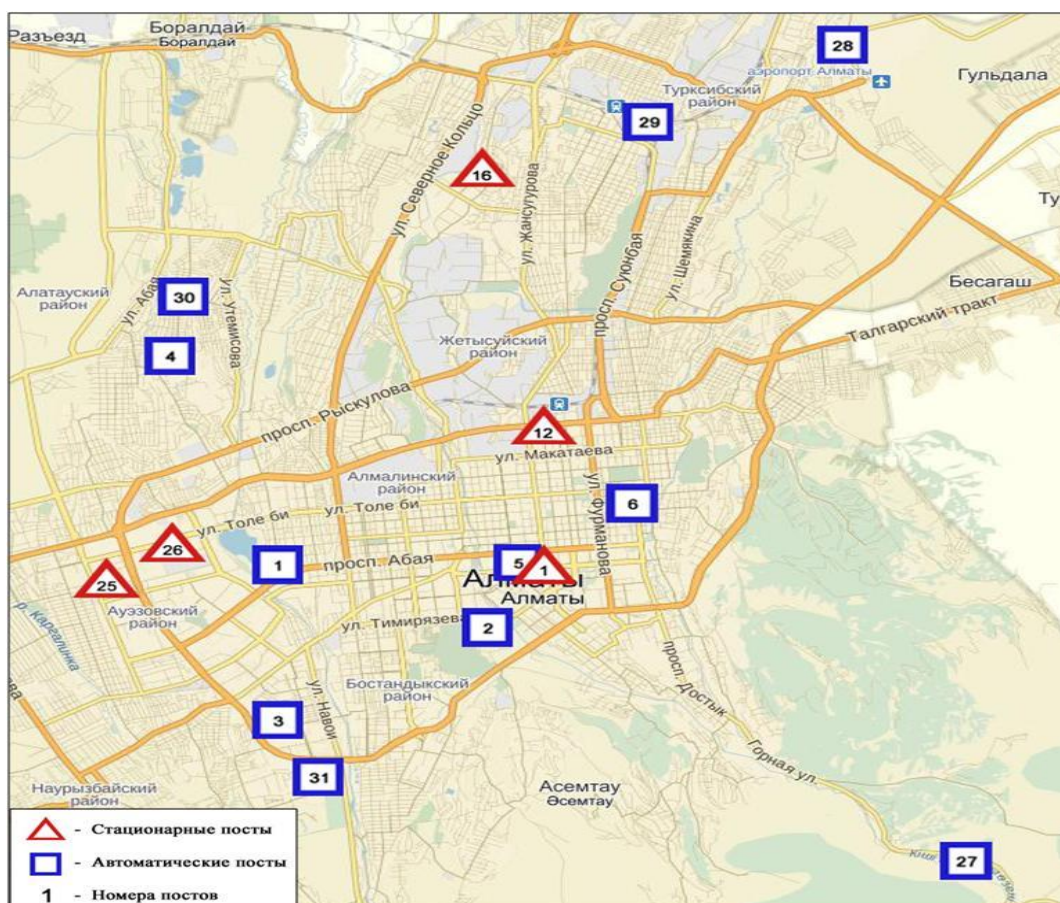 Разъезд
Боралдай
Боралдай
28
аэропорт Алматы
Гульдала
Турксибский
район
29
ул. Северное Кольцо
16
ул. Жансугурова
просп. Суюнбая
ул. Шемякина
Ту
Бесагаш
Талгарский тракт
Алатауский
район
ул. Абая
30
ул. Утемисова
4
Жетысуйский
район
просп. Рыскулова
12
ул. Макатаева
Алмалинский
район
6
ул. Толе би
ул. Толе би
ул. Фурманова
26
1
просп. Абая
5
1
Алматы
Алматы
25
Ауэзовский
район
р. Каргалинка
ул. Тимирязева
2
просп. Достык
Бостандыкский
район
ул. Навои
3
31
Горная ул.
Наурызбайский
район
Асемтау
Әсемтау
27
- Стационарные посты
- Автоматические посты
1 - Номера постов